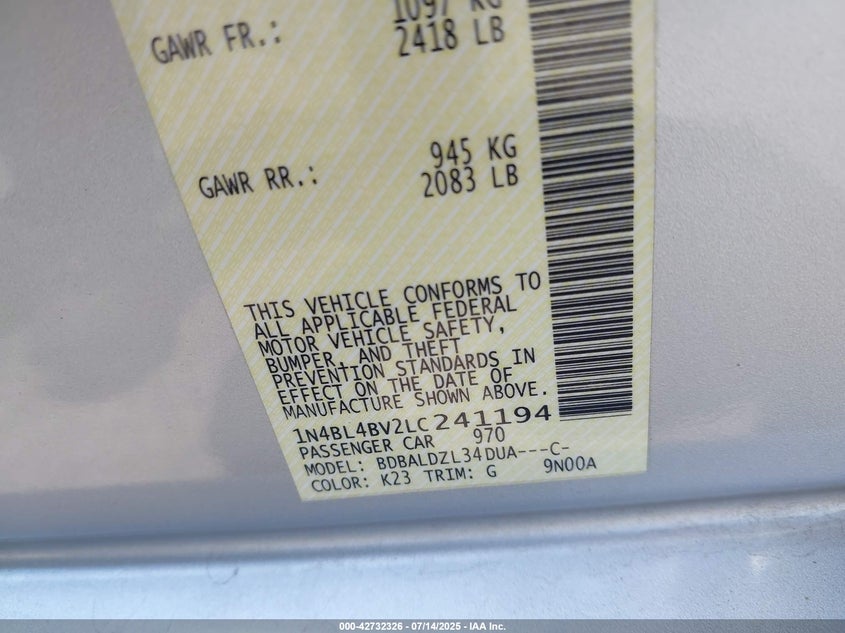 1097 KG
GAWR FR.: 2418 LB
945 KG
GAWR RR.: 2083 LB
THIS VEHICLE CONFORMS TO
ALL APPLICABLE FEDERAL
MOTOR VEHICLE SAFETY,
BUMPER, AND THEFT
PREVENTION STANDARDS IN
EFFECT ON THE DATE OF
MANUFACTURE SHOWN ABOVE.
1N4BL4BV2LC241194
PASSENGER CAR 970
MODEL: BDBALDZL34DUA---C-
COLOR: K23 TRIM: G 9N00A
000-42732326 - 07/14/2025 - IAA Inc.